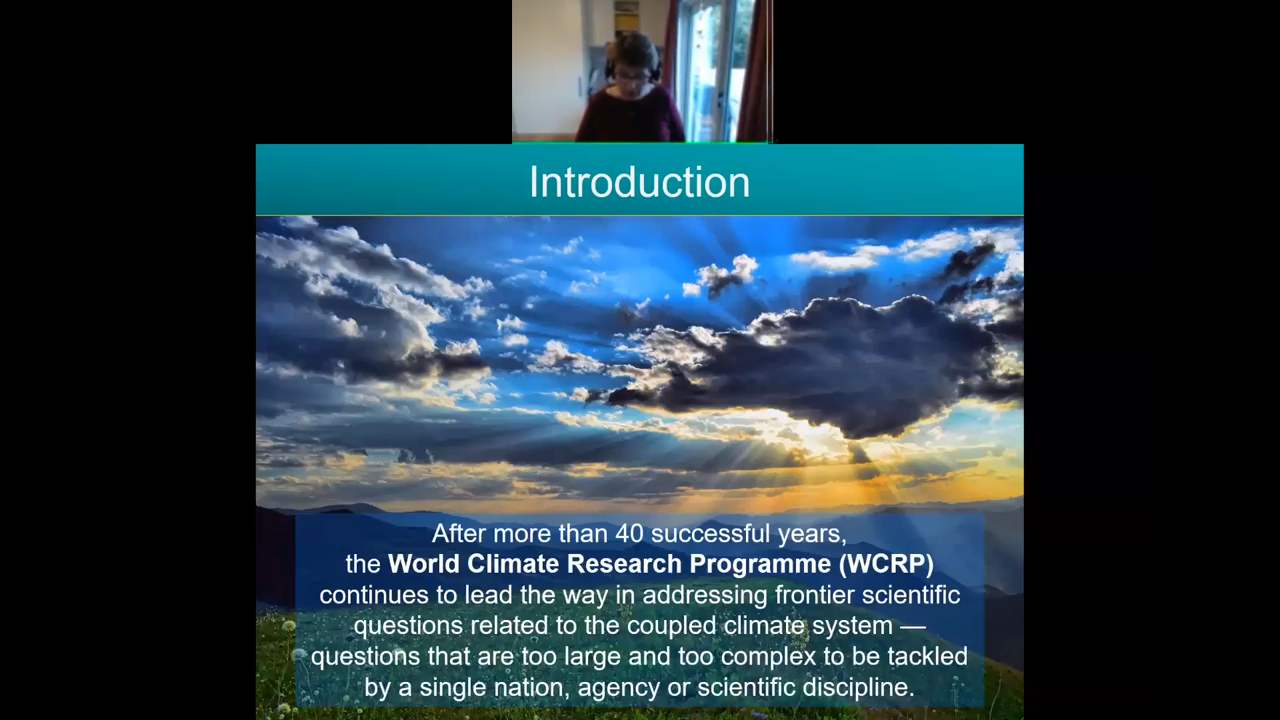 Introduction
After more than 40 successful years,
the World Climate Research Programme (WCRP)
continues to lead the way in addressing frontier scientific
questions related to the coupled climate system —
questions that are too large and too complex to be tackled
by a single nation, agency or scientific discipline.